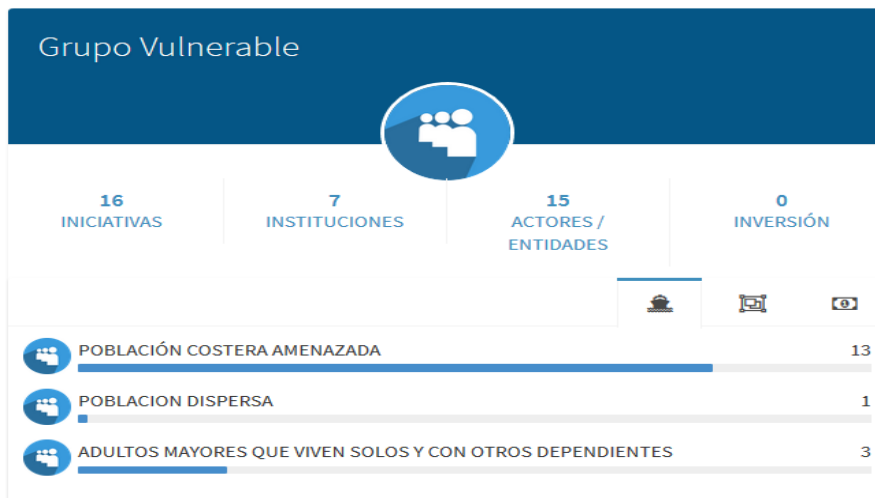 Grupo Vulnerable
16
INICIATIVAS
7
INSTITUCIONES
15
ACTORES /
ENTIDADES
0
INVERSIÓN
POBLACIÓN COSTERA AMENAZADA 13
POBLACION DISPERSA 1
ADULTOS MAYORES QUE VIVEN SOLOS Y CON OTROS DEPENDIENTES 3